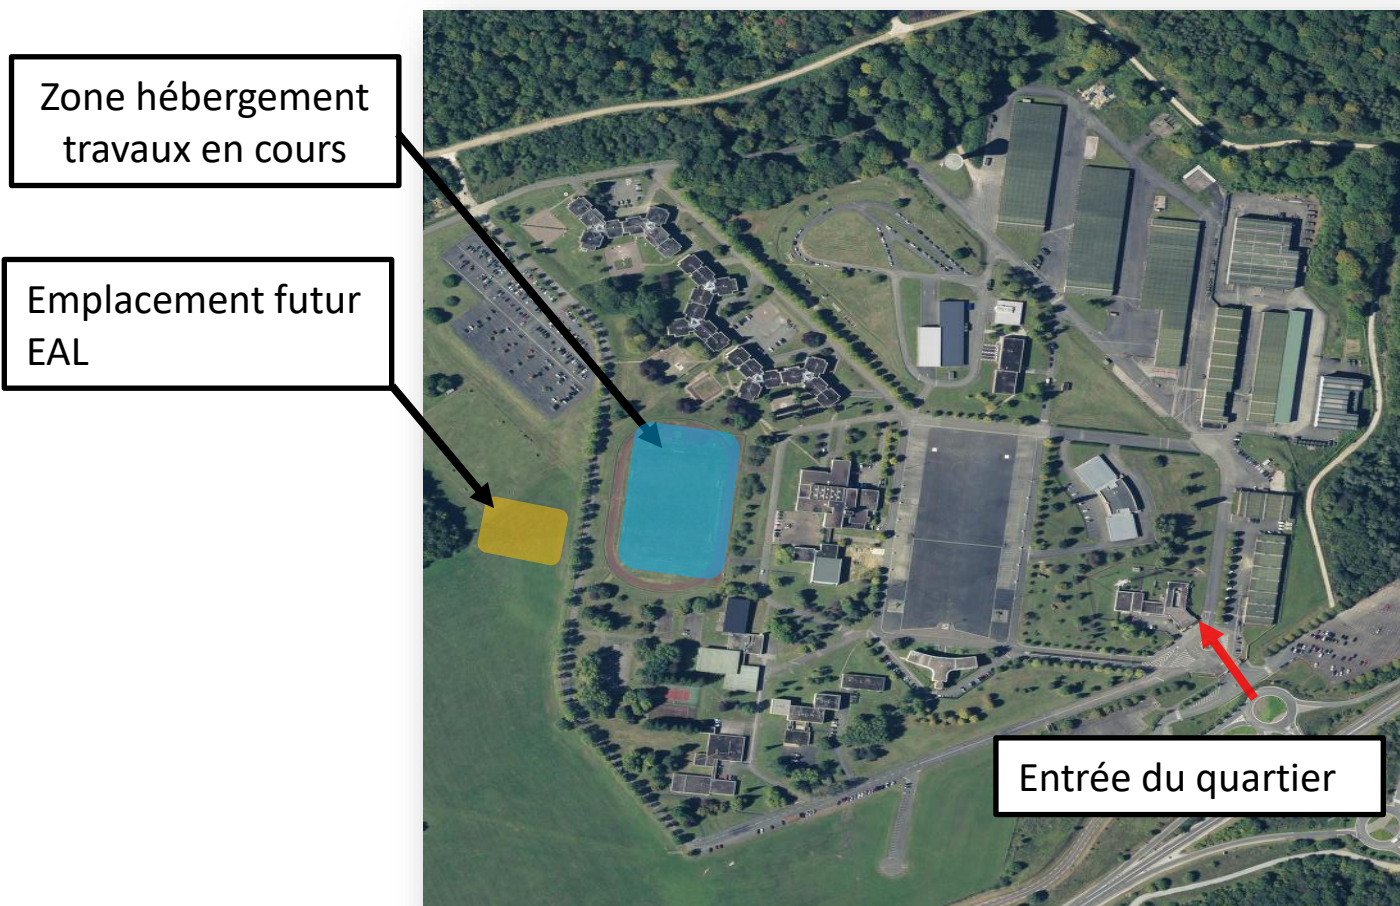 Zone hébergement
travaux en cours
Emplacement futur
EAL
Entrée du quartier